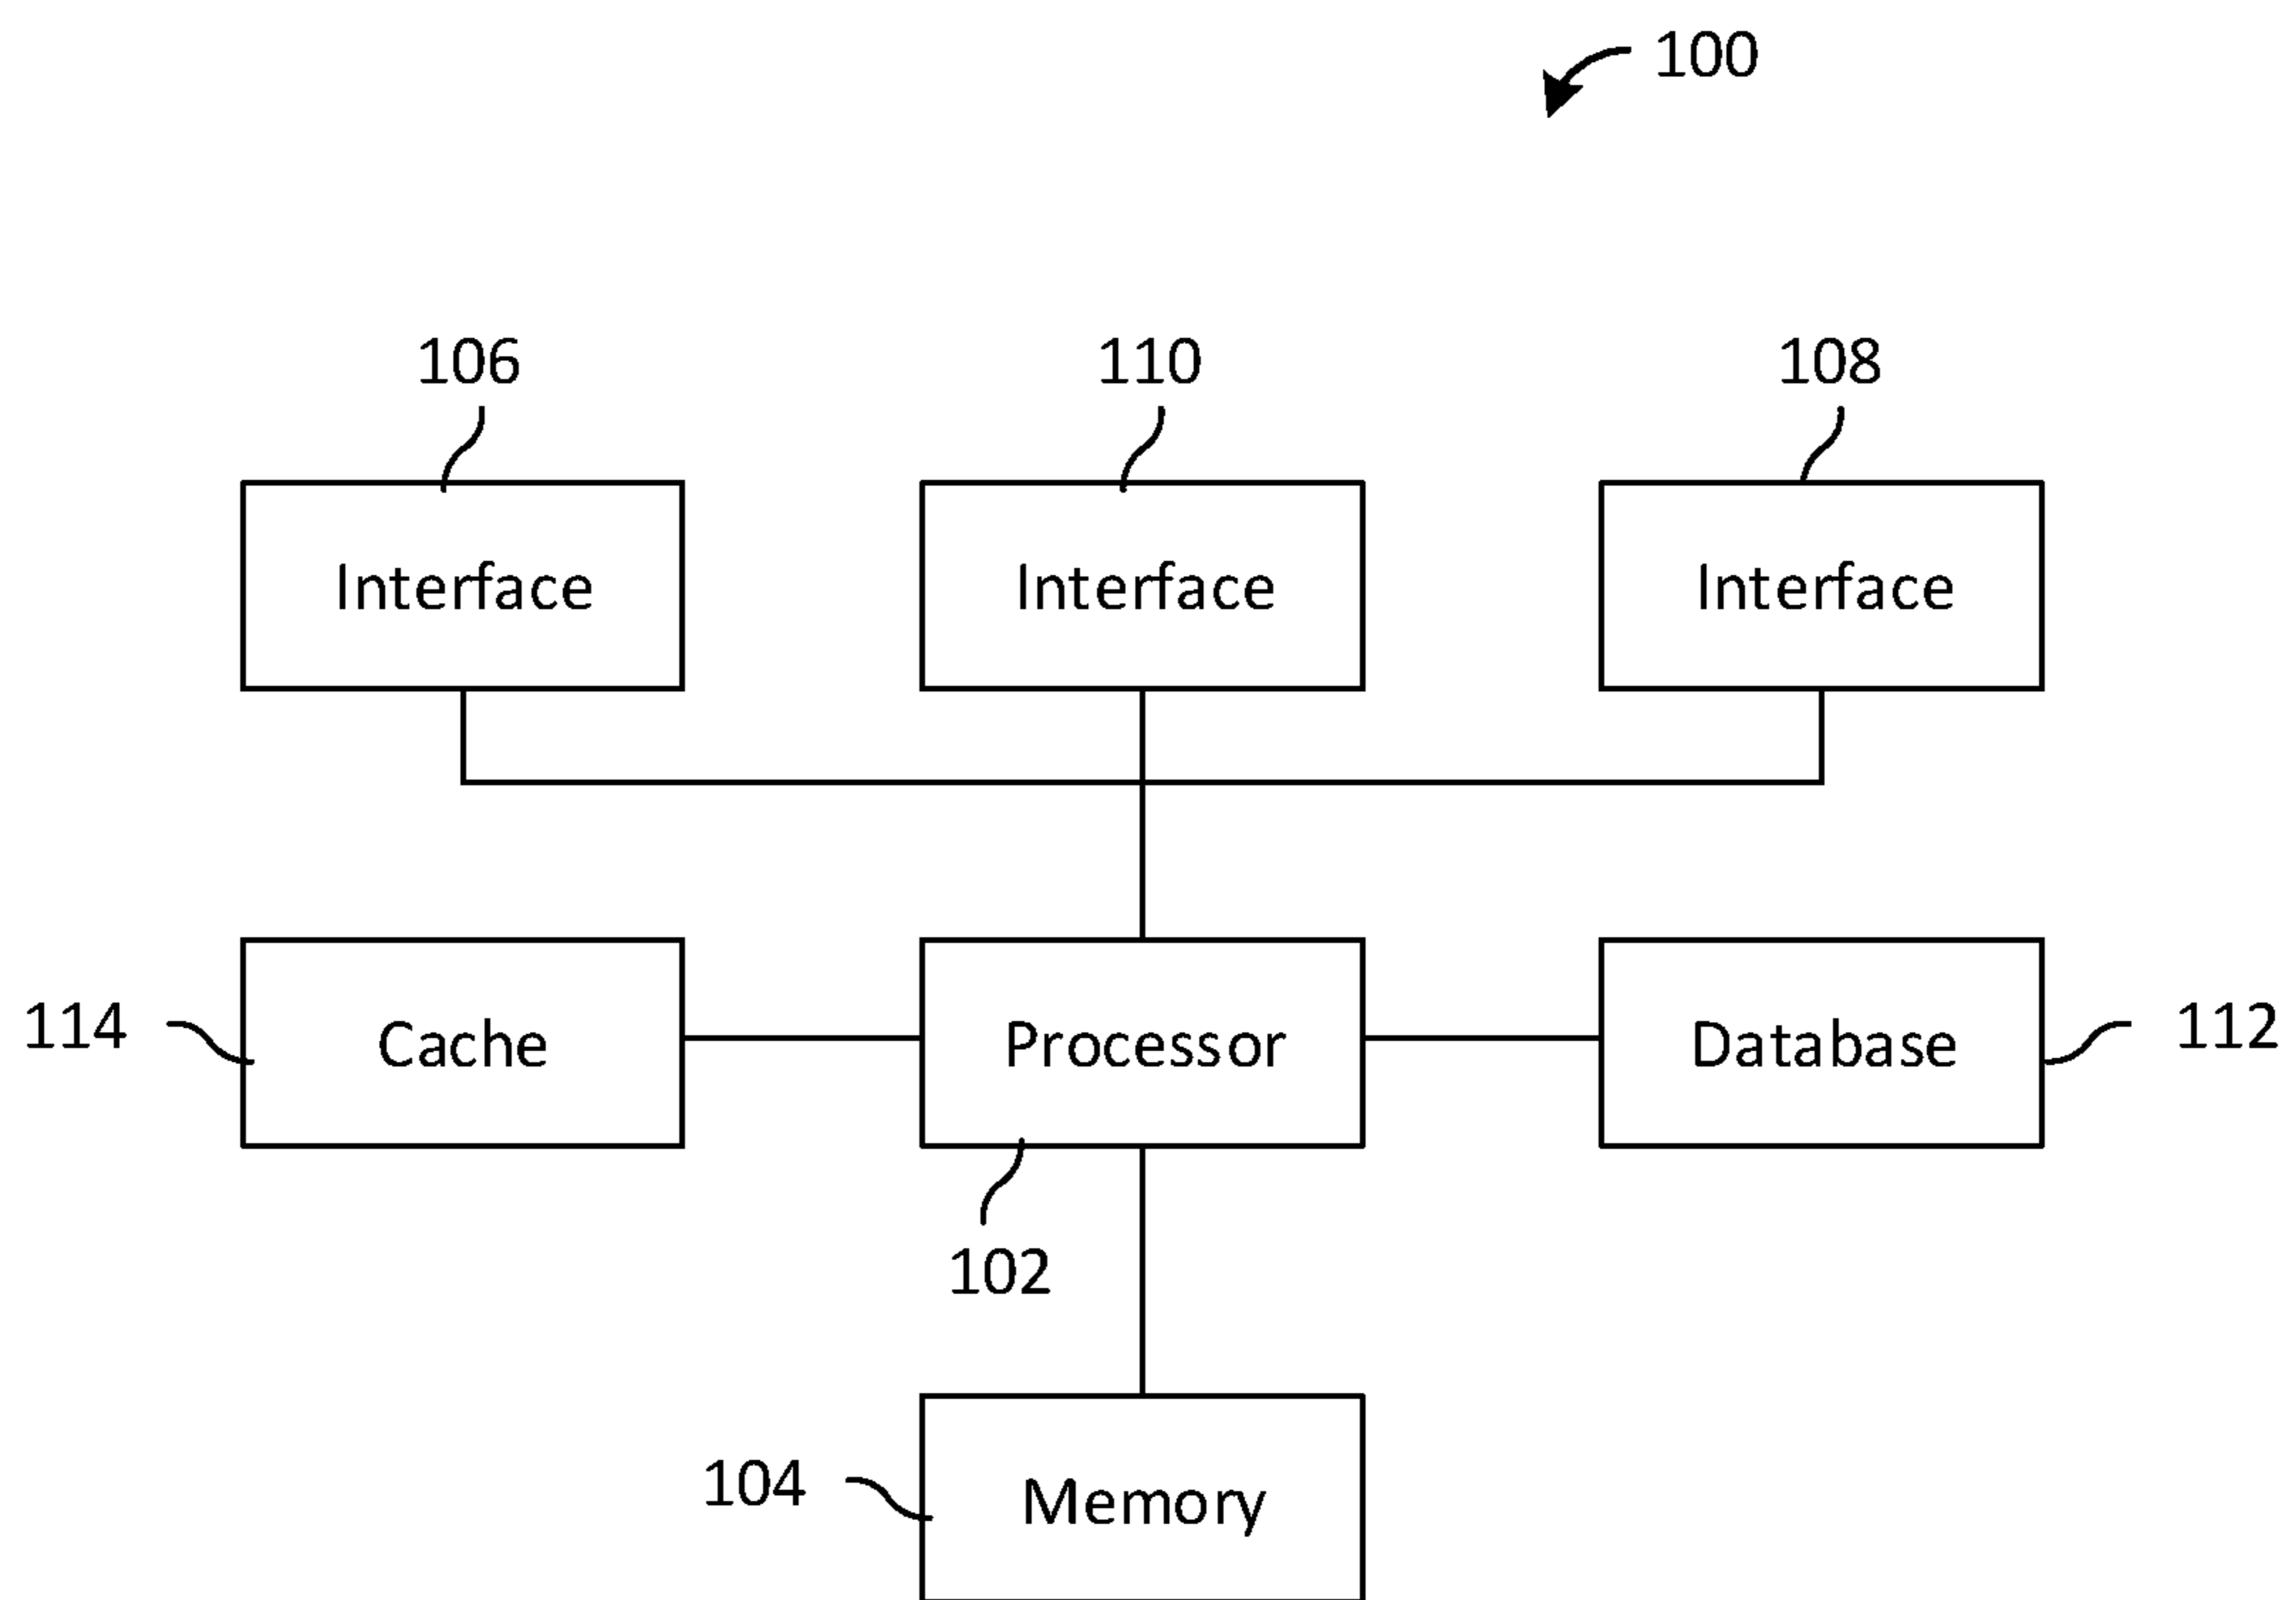 100
106
110
108
Interface
Interface
Interface
114
Cache
Processor
Database
112
102
104
Memory